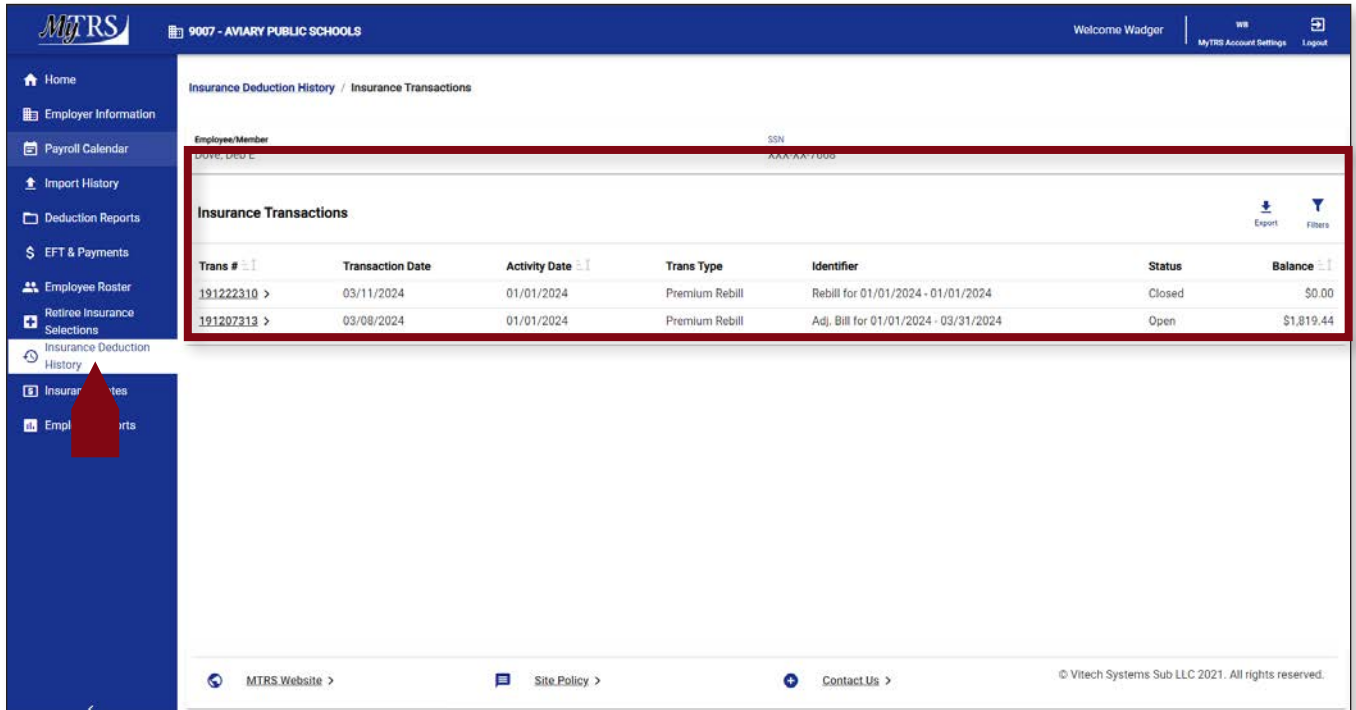 MyTRS
9007 - AVIARY PUBLIC SCHOOLS
Welcome Wadger
WB
MyTRS Account Settings
Logout
Home
Employer Information
Payroll Calendar
Import History
Deduction Reports
EFT & Payments
Employee Roster
Retiree Insurance
Selections
Insurance Deduction
History
Insurance Deduction History / Insurance Transactions
Employee/Member
SSN
Dove, Deb E
Insurance Transactions
Export
Filters
Trans # Transaction Date Activity Date Trans Type Identifier Status Balance
191222310 > 03/11/2024 01/01/2024 Premium Rebill Rebill for 01/01/2024 - 01/01/2024 Closed $0.00
191207313 > 03/08/2024 01/01/2024 Premium Rebill Adj. Bill for 01/01/2024 - 03/31/2024 Open $1,819.44
MTRS Website >
Site Policy >
Contact Us >
© Vitech Systems Sub LLC 2021. All rights reserved.